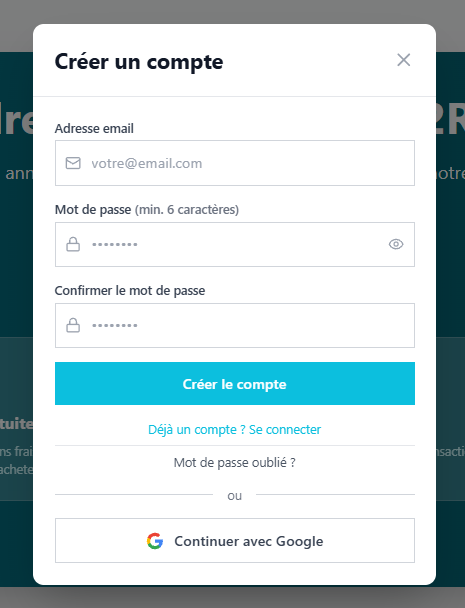 Créer un compte
Adresse email
votre@email.com
Mot de passe (min. 6 caractères)
••••••••
Confirmer le mot de passe
••••••••
Créer le compte
Déjà un compte ? Se connecter
Mot de passe oublié ?
ou
Continuer avec Google